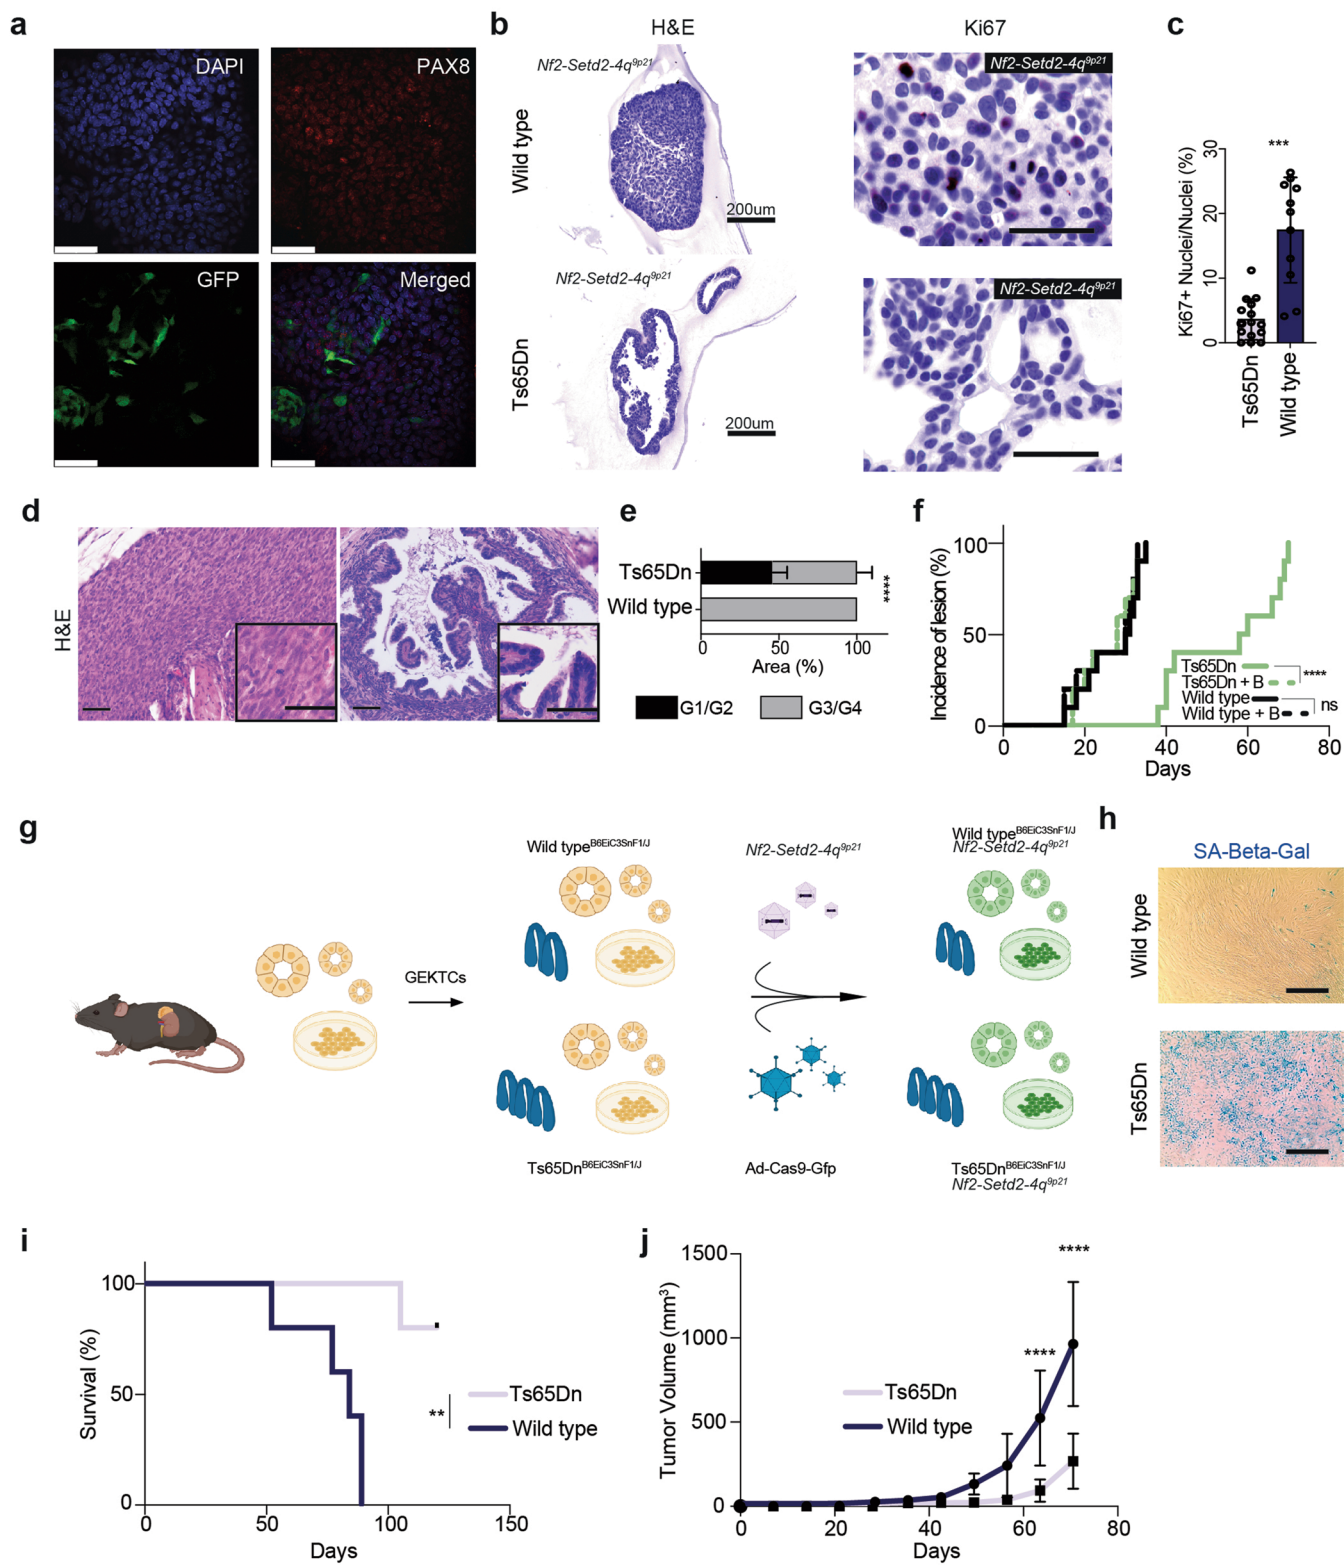 a
DAPI
PAX8
GFP
Merged
b
H&E
Ki67
Wild type
Nf2-Setd2-4q9p21
200um
Nf2-Setd2-4q9p21
Ts65Dn
Nf2-Setd2-4q9p21
200um
Nf2-Setd2-4q9p21
c
Ki67+ Nuclei/Nuclei (%)
30
20
10
0
***
Ts65Dn
Wild type
d
H&E
e
Ts65Dn
Wild type
****
0
50
100
Area (%)
G1/G2
G3/G4
f
Incidence of lesion (%)
100
50
0
Ts65Dn
Ts65Dn + B
****
Wild type
Wild type + B
ns
0
20
40
60
80
Days
g
GEKTCs
Wild typeB6EiC3SnF1/J
Ts65DnB6EiC3SnF1/J
Nf2-Setd2-4q9p21
Ad-Cas9-Gfp
Wild typeB6EiC3SnF1/J
Nf2-Setd2-4q9p21
Ts65DnB6EiC3SnF1/J
Nf2-Setd2-4q9p21
h
SA-Beta-Gal
Wild type
Ts65Dn
i
Survival (%)
100
50
0
Ts65Dn
Wild type
**
0
50
100
150
Days
j
Tumor Volume (mm3)
1500
1000
500
0
****
****
Ts65Dn
Wild type
0
20
40
60
80
Days